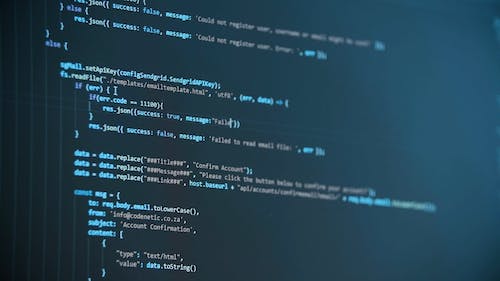 res.json({ success: false, message: 'Could not register user, username or email might be
} else {
res.json({ success: false, message: 'Could not register user. Error: ', err });
}
}
else {
sgMail.setApiKey(configSendgrid.SendgridAPIKey);
fs.readFile("./templates/emailtemplate.html", 'utf8', (err, data) => {
if (err) {
if(err.code == 11100){
res.json({success: true, message:"Faile"})
}
res.json({ success: false, message: 'Failed to read email file: ', err });
}
data = data.replace("###Title###", "Confirm Account");
data = data.replace("###Message###", "Please click the button below to confirm your account");
data = data.replace("###Link###", host.baseurl + "api/accounts/confirmemail/email/" + req.body.email.toLowerCase());
const msg = {
to: req.body.email.toLowerCase(),
from: 'info@codenetic.co.za',
subject: 'Account Confirmation',
content: [
{
"type": "text/html",
"value": data.toString()
}